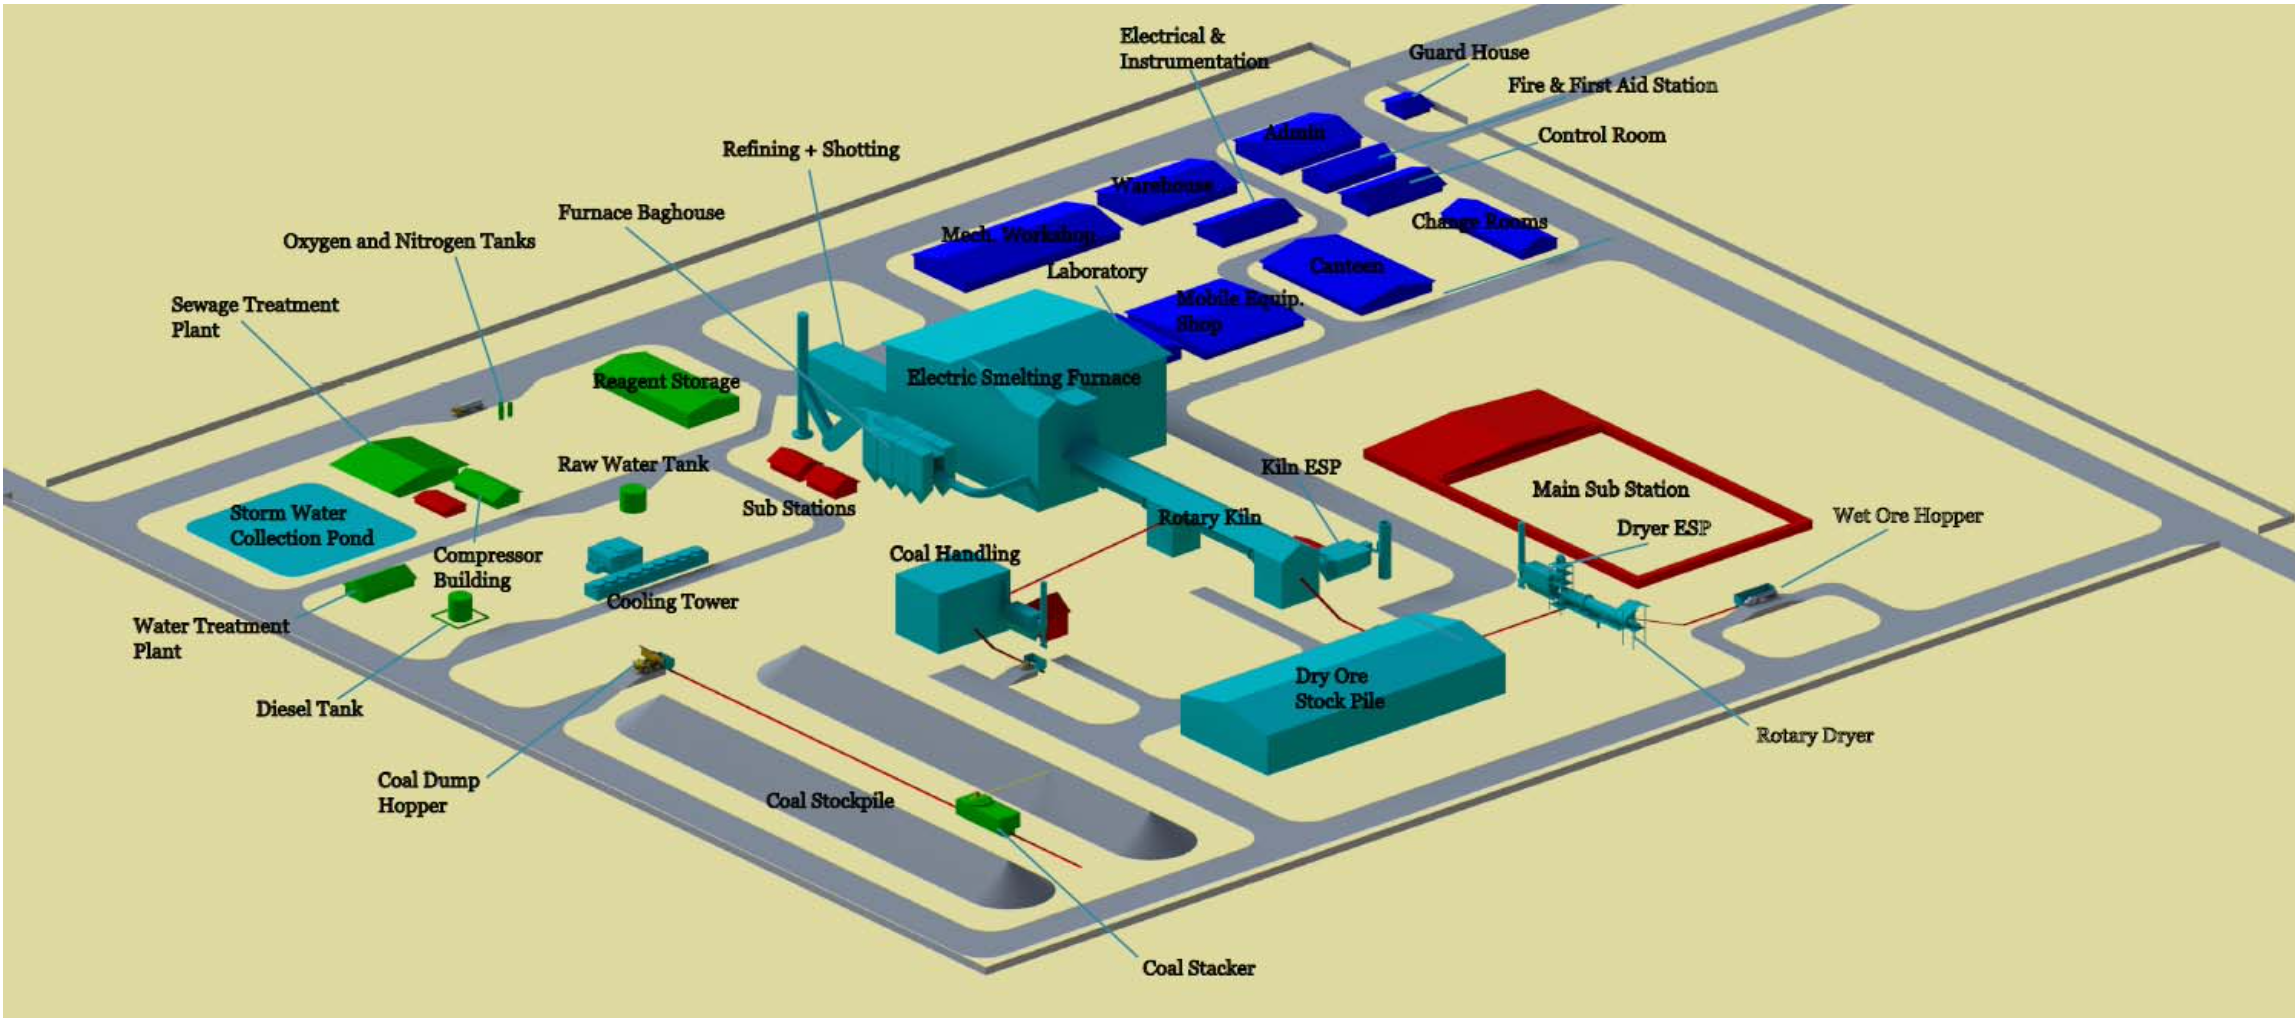 Electrical &
Instrumentation
Guard House
Fire & First Aid Station
Admin
Control Room
Refining + Shotting
Warehouse
Furnace Baghouse
Change Rooms
Mech. Workshop
Oxygen and Nitrogen Tanks
Laboratory
Canteen
Sewage Treatment
Plant
Mobile Equip.
Shop
Reagent Storage
Electric Smelting Furnace
Raw Water Tank
Kiln ESP
Main Sub Station
Sub Stations
Storm Water
Collection Pond
Rotary Kiln
Wet Ore Hopper
Dryer ESP
Compressor
Building
Coal Handling
Cooling Tower
Water Treatment
Plant
Dry Ore
Stock Pile
Diesel Tank
Rotary Dryer
Coal Dump
Hopper
Coal Stockpile
Coal Stacker